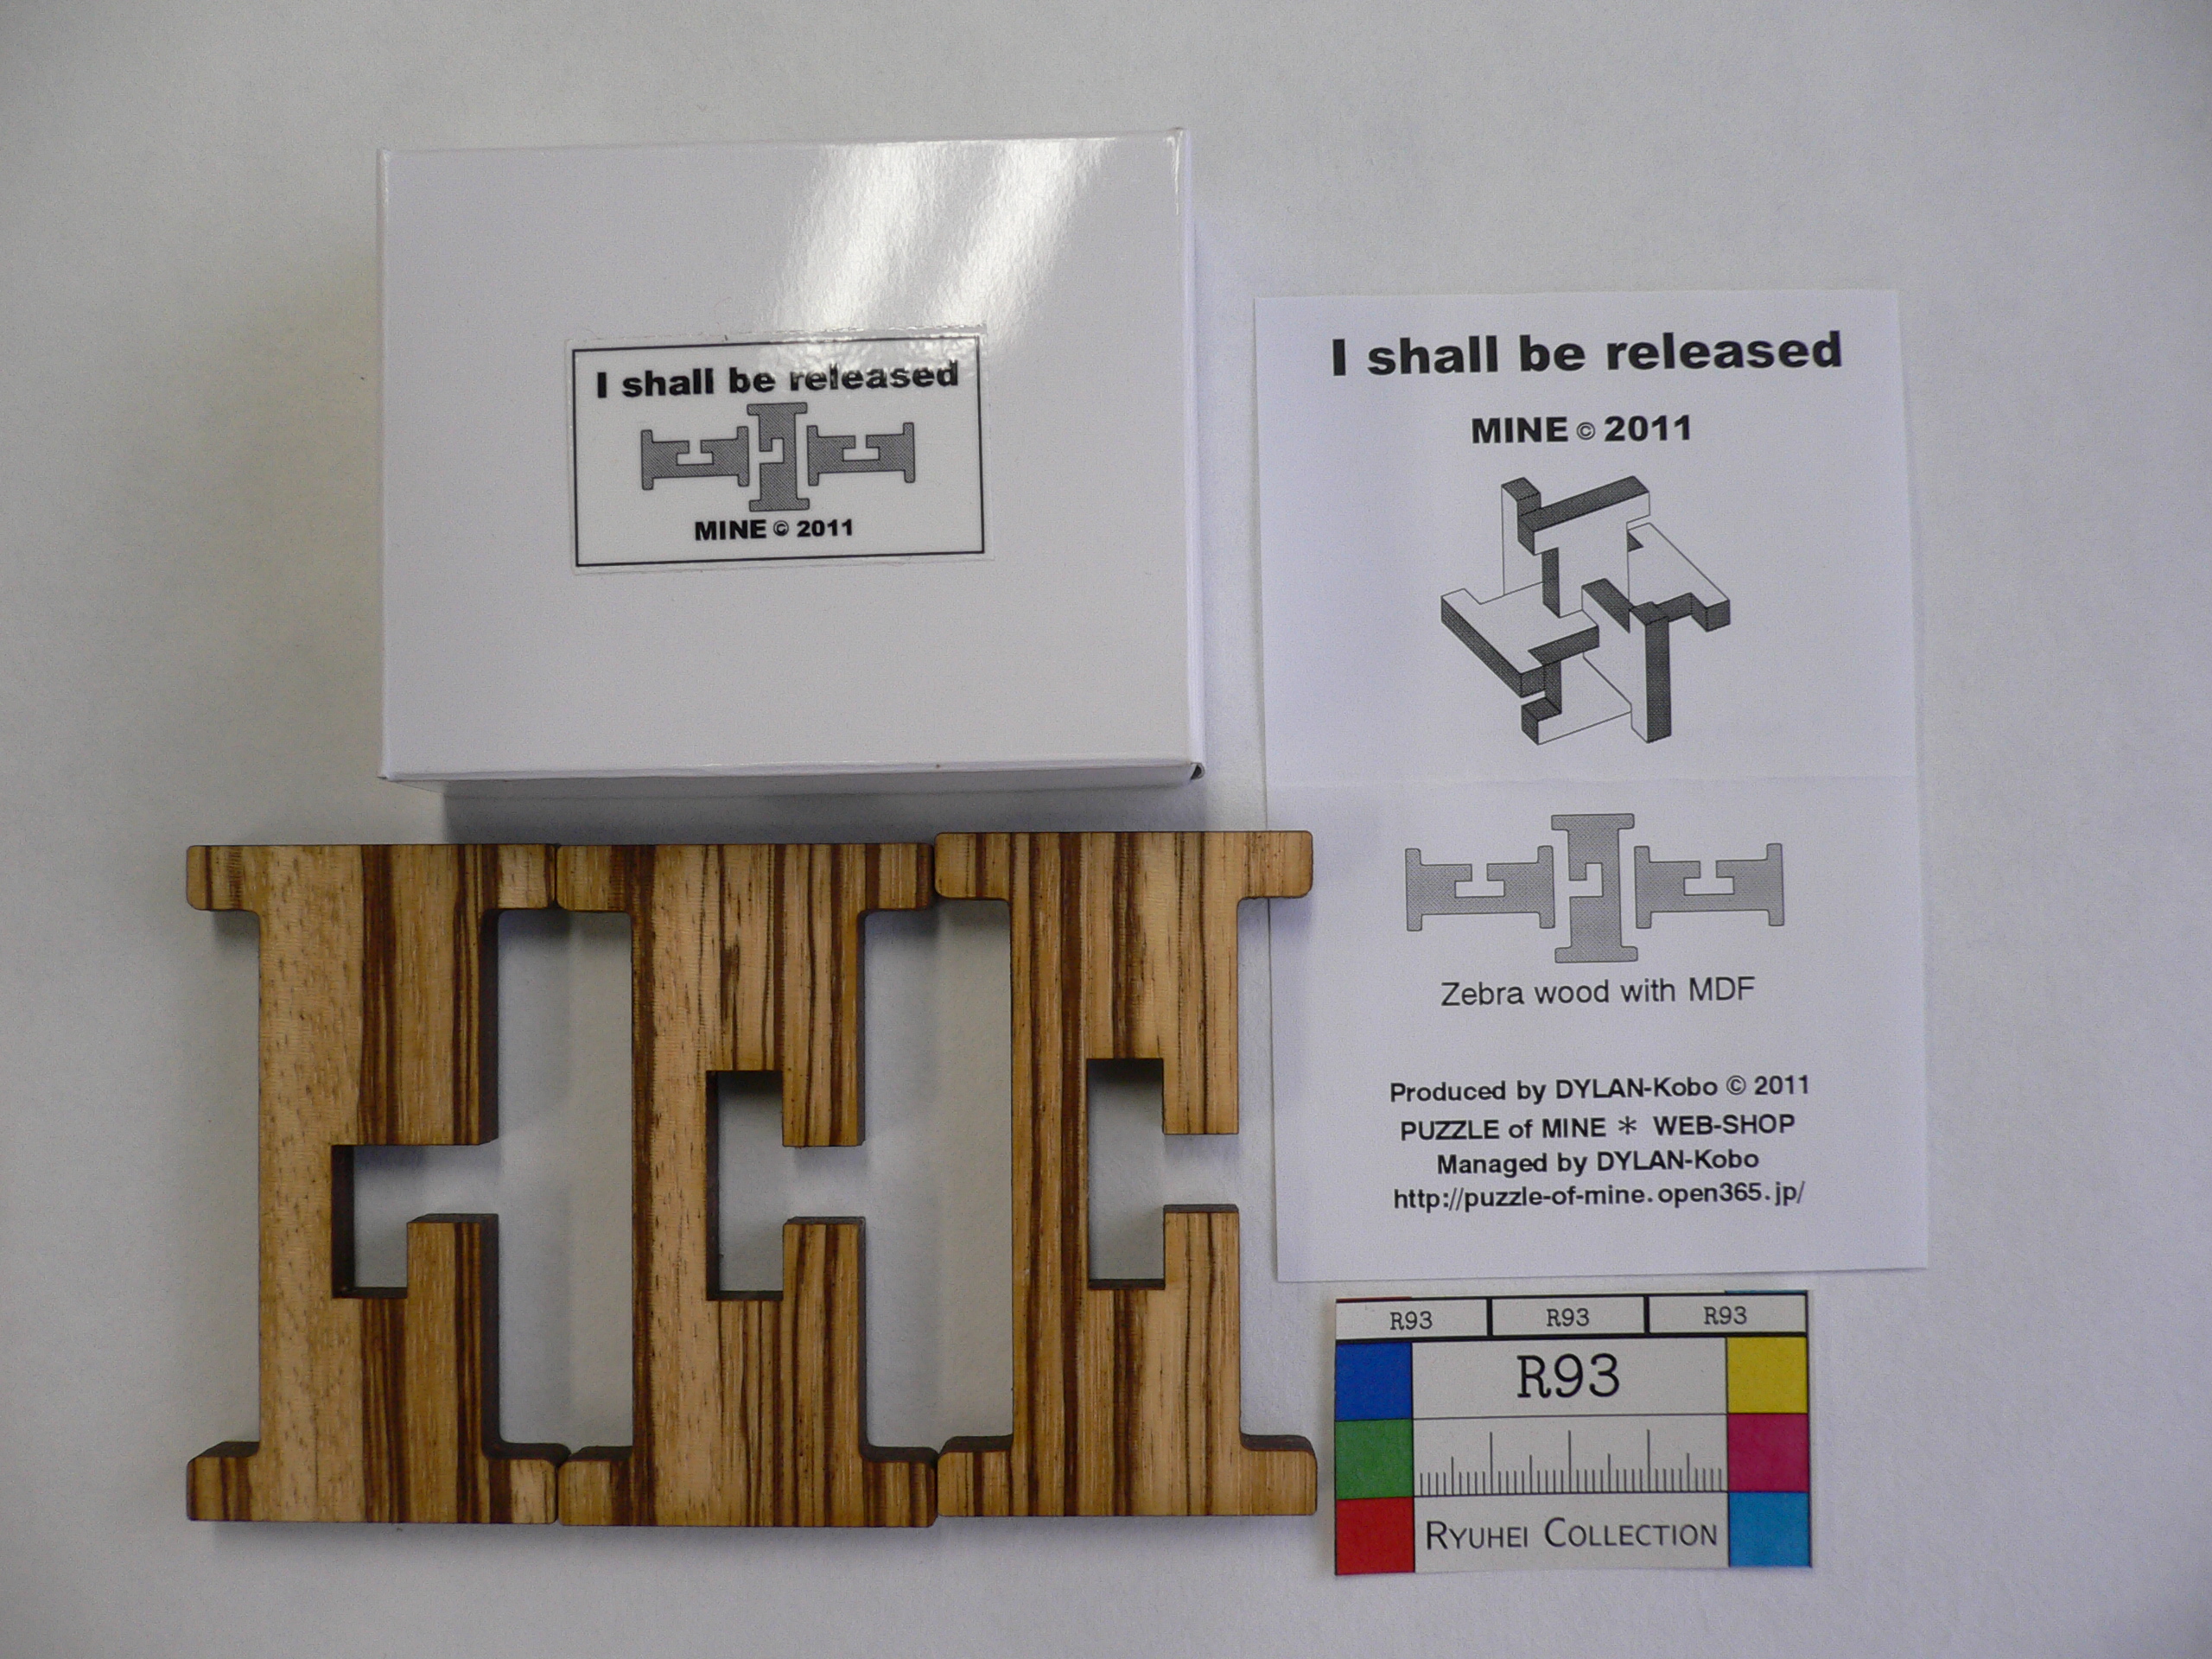 I shall be released
MINE © 2011
I shall be released
MINE © 2011
Zebra wood with MDF
Produced by DYLAN-Kobo © 2011
PUZZLE of MINE * WEB-SHOP
Managed by DYLAN-Kobo
http://puzzle-of-mine.open365.jp/
R93 R93 R93
R93
RYUHEI COLLECTION